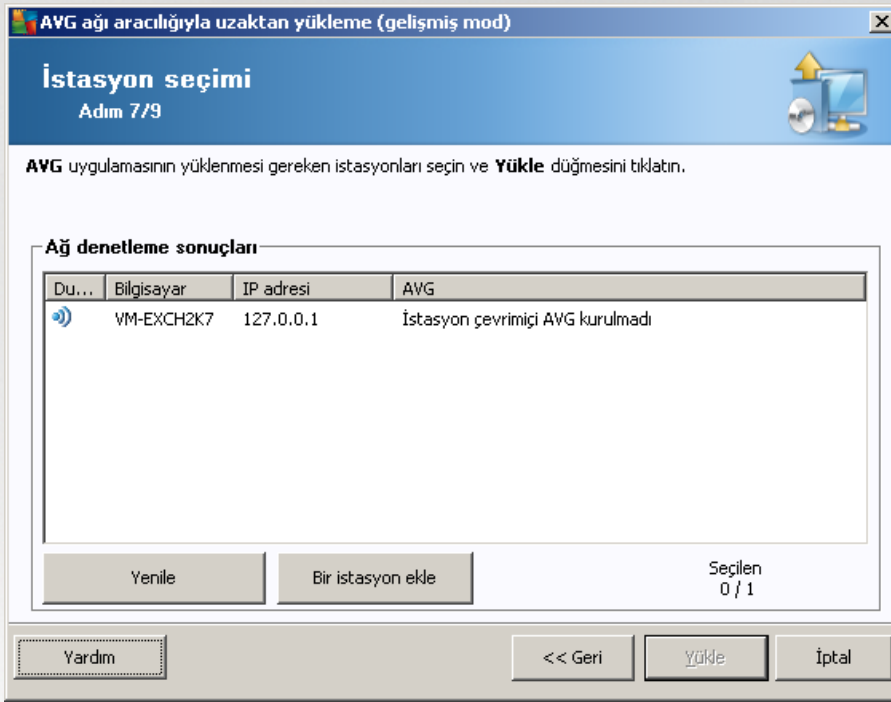 AVG ağı aracılığıyla uzaktan yükleme (gelişmiş mod)
İstasyon seçimi
Adım 7/9
AVG uygulamasının yüklenmesi gereken istasyonları seçin ve Yükle düğmesini tıklatın.
Ağ denetleme sonuçları
Du... Bilgisayar IP adresi AVG
VM-EXCH2K7 127.0.0.1 İstasyon çevrimiçi AVG kurulmadı
Yenile Bir istasyon ekle Seçilen
0 / 1
Yardım << Geri Yükle İptal